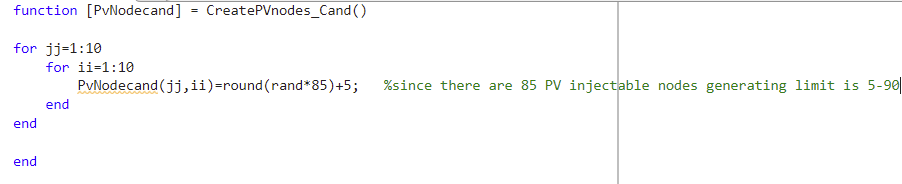 function [PvNodecand] = CreatePVnodes_Cand()
for jj=1:10
for ii=1:10
PvNodecand(jj,ii)=round(rand*85)+5;   %since there are 85 PV injectable nodes generating limit is 5-90
end
end
end